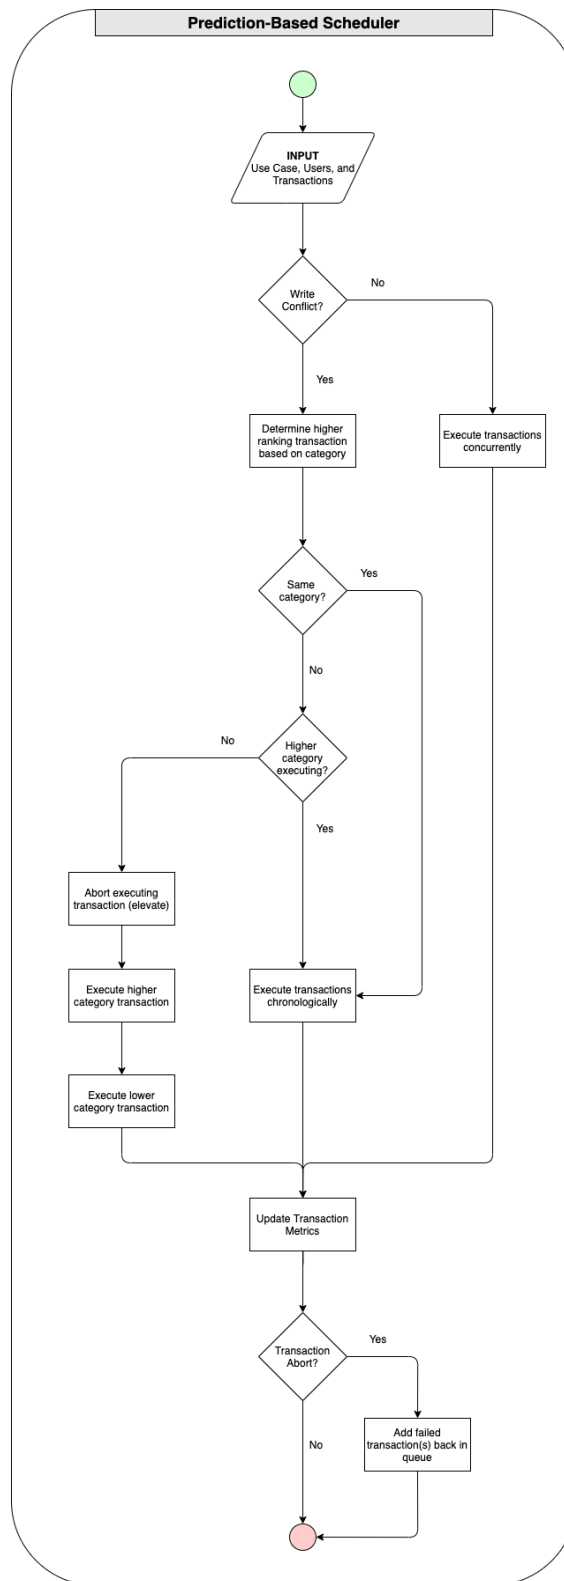 Prediction-Based Scheduler
INPUT
Use Case, Users, and
Transactions
Write
Conflict?
No
Yes
Determine higher
ranking transaction
based on category
Execute transactions
concurrently
Same
category?
Yes
No
Higher
category
executing?
No
Yes
Abort executing
transaction (elevate)
Execute higher
category transaction
Execute transactions
chronologically
Execute lower
category transaction
Update Transaction
Metrics
Transaction
Abort?
Yes
No
Add failed
transaction(s) back in
queue